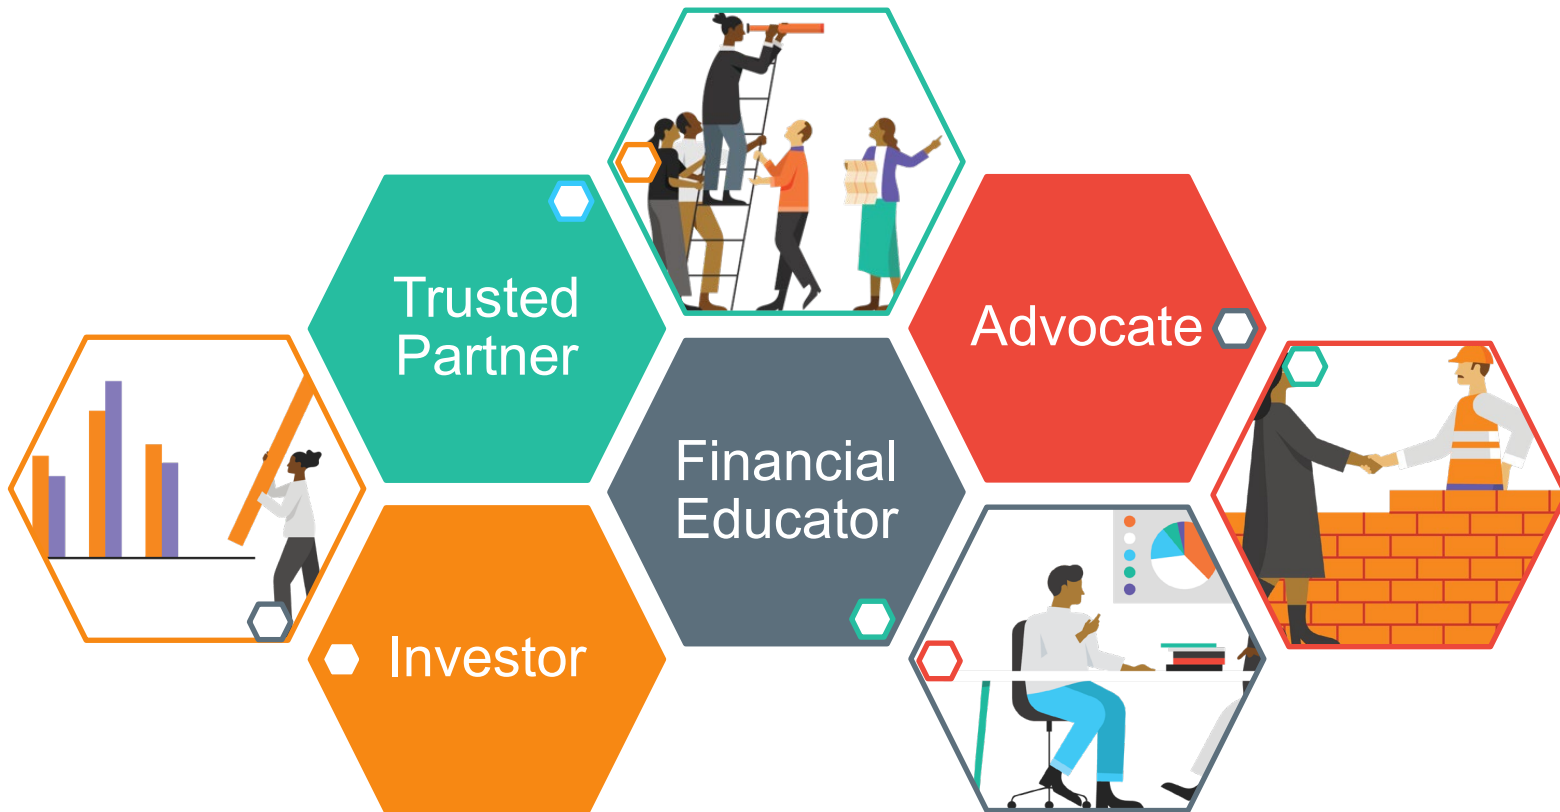 Trusted
Partner
Advocate
Financial
Educator
Investor